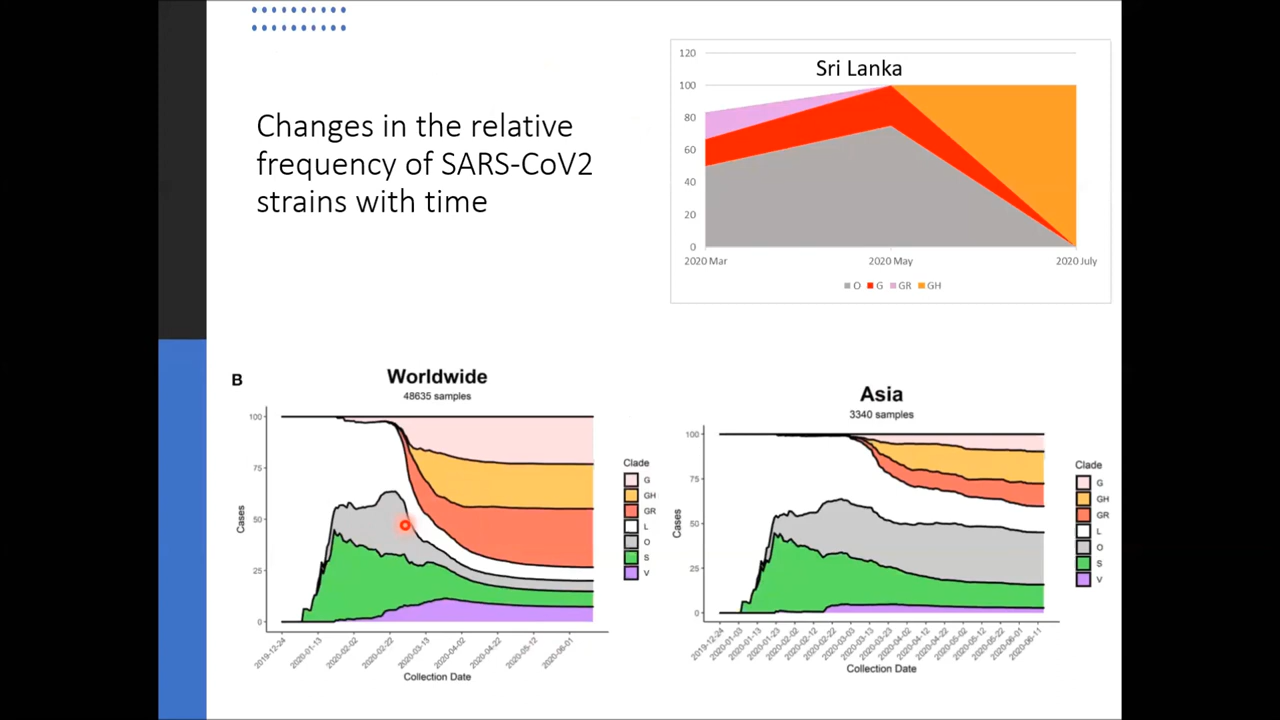 Changes in the relative
frequency of SARS-CoV2
strains with time
120
100
80
60
40
20
0
Sri Lanka
2020 Mar
2020 May
2020 July
O
G
GR
GH
B
Worldwide
48635 samples
100
75
50
25
0
Cases
2019-12-24
2020-01-13
2020-02-02
2020-02-22
2020-03-13
2020-04-02
2020-04-22
2020-05-12
2020-06-01
Collection Date
Clade
G
GH
GR
L
O
S
V
Asia
3340 samples
100
75
50
25
0
Cases
2019-12-24
2020-01-03
2020-01-13
2020-01-23
2020-02-02
2020-02-12
2020-02-22
2020-03-03
2020-03-13
2020-03-23
2020-04-02
2020-04-12
2020-04-22
2020-05-02
2020-05-12
2020-05-22
2020-06-01
2020-06-11
Collection Date
Clade
G
GH
GR
L
O
S
V